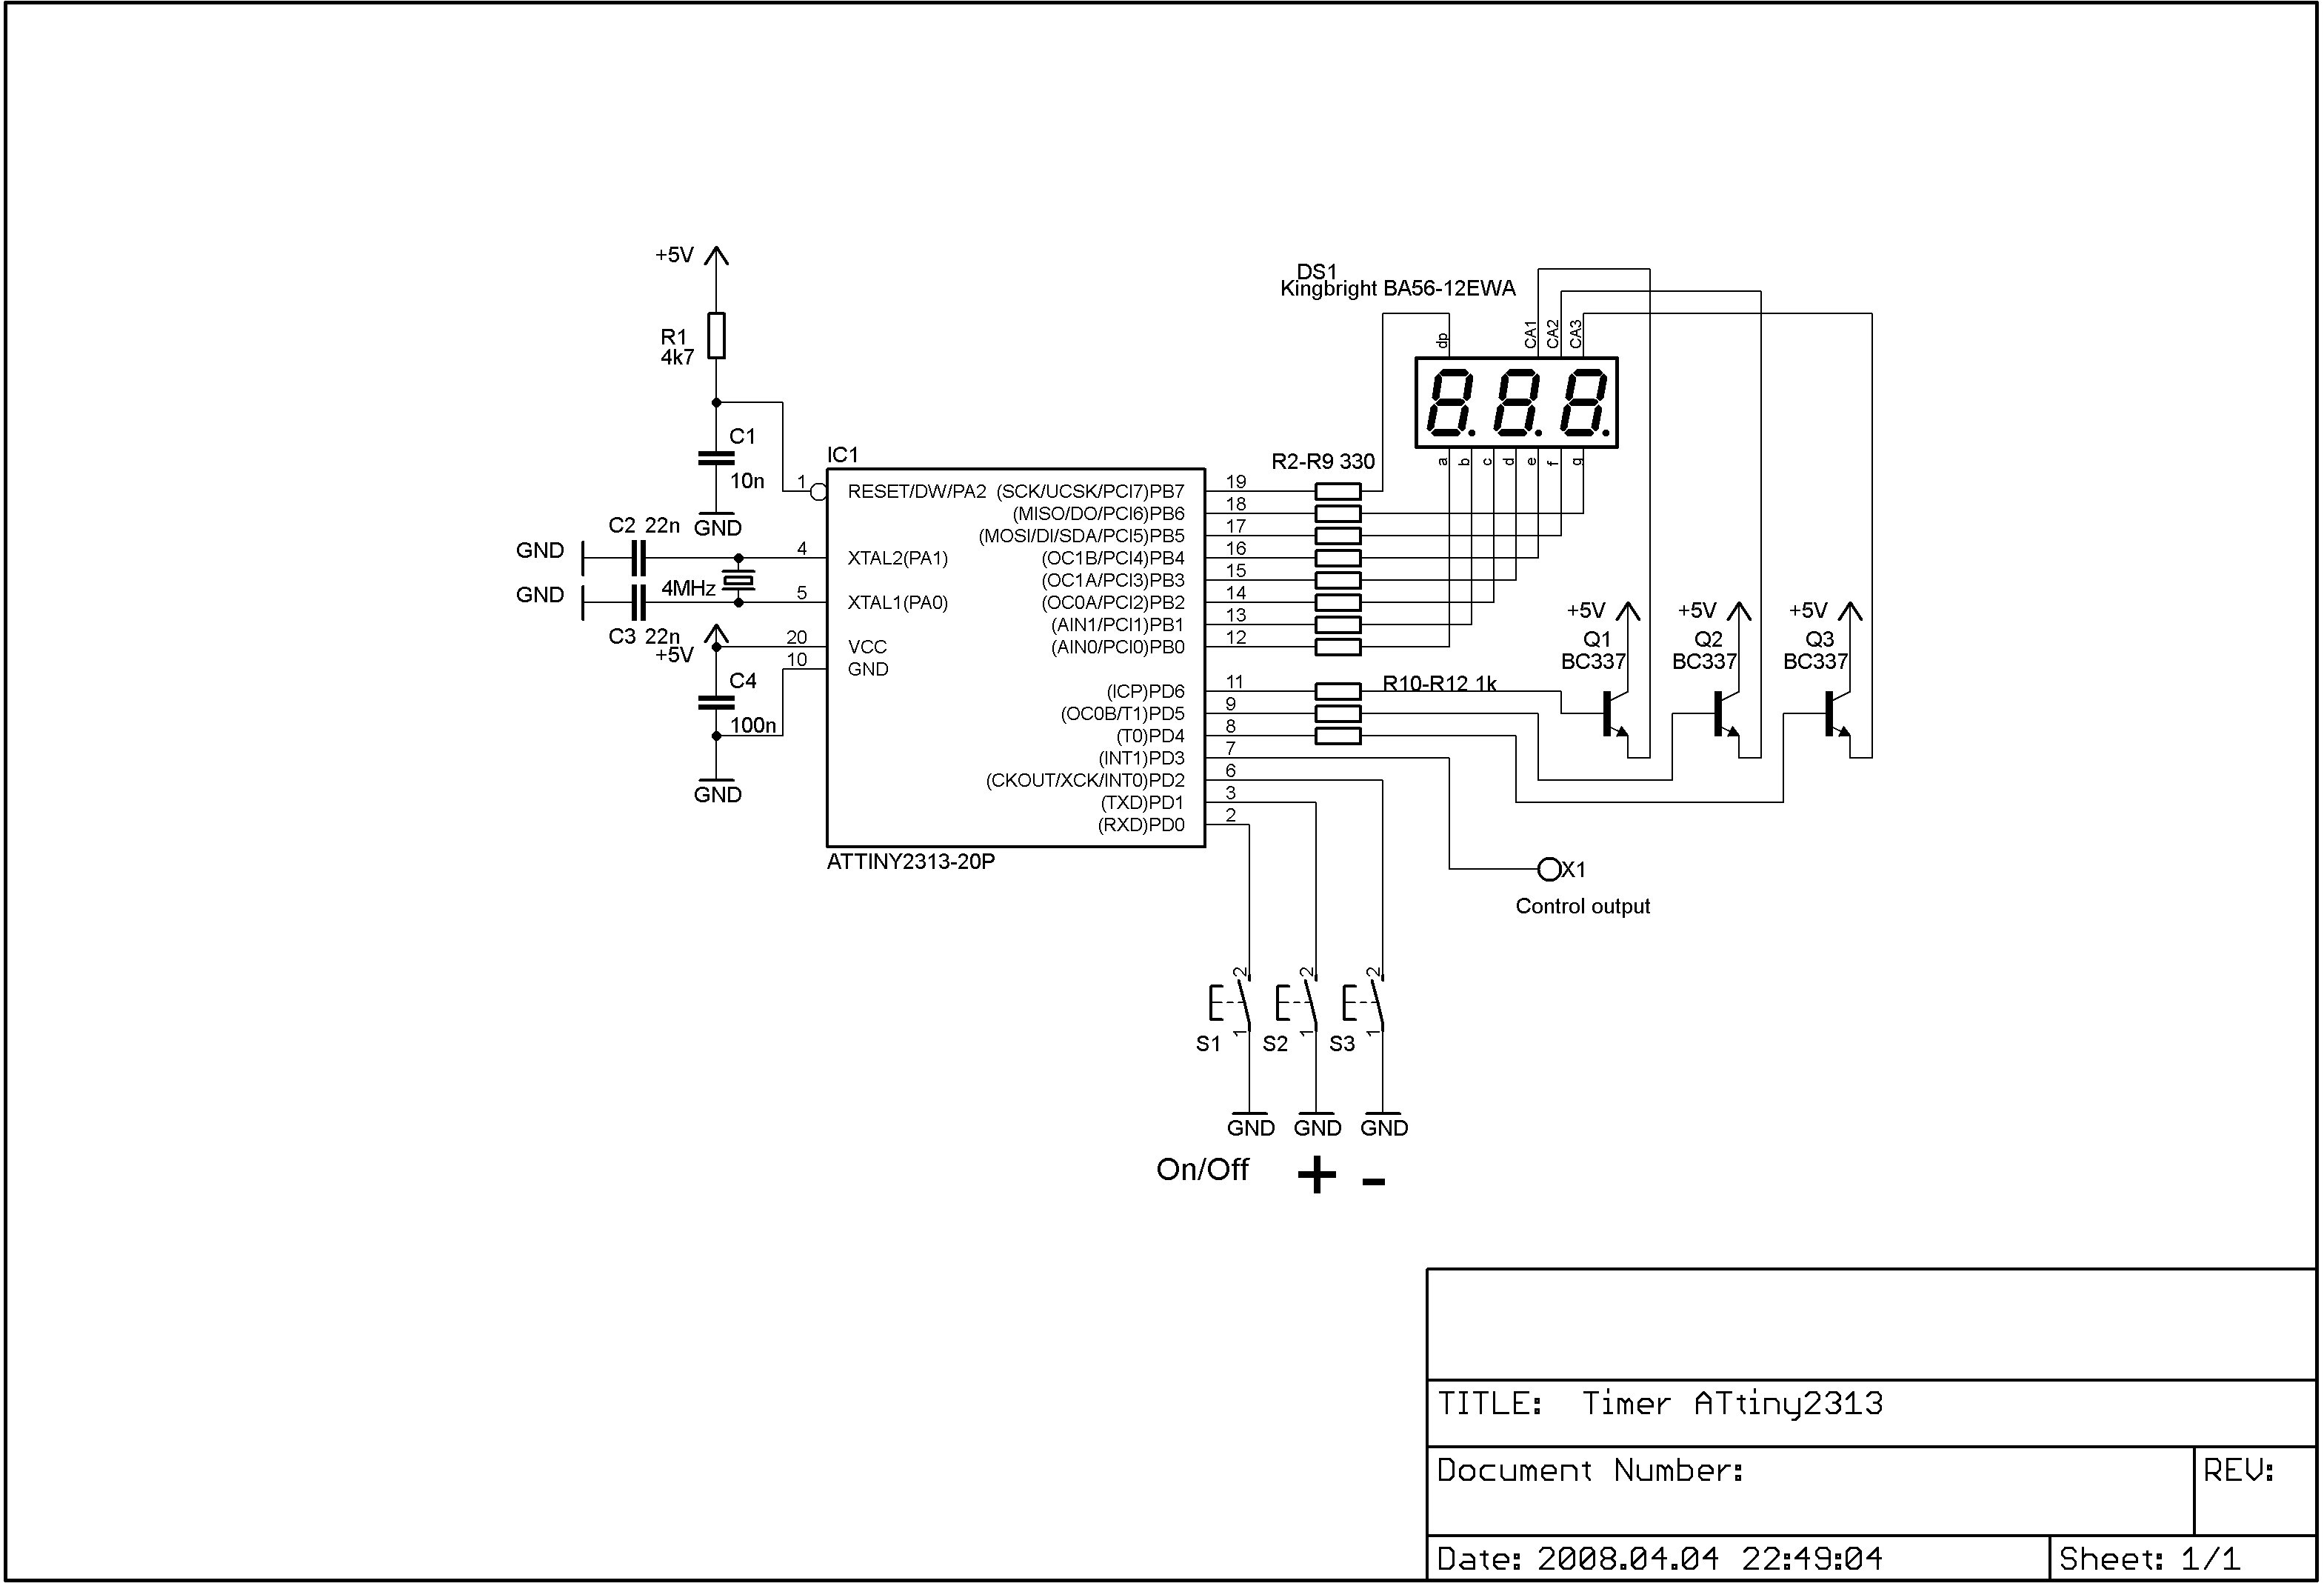 +5V
R1
4k7
C1
10n
GND
C2 22n
GND
4MHz
GND
C3 22n
+5V
C4
100n
GND
IC1
1
RESET/DW/PA2
4
XTAL2(PA1)
5
XTAL1(PA0)
20
VCC
10
GND
(SCK/UCSK/PCI7)PB7
19
(MISO/DO/PCI6)PB6
18
(MOSI/DI/SDA/PCI5)PB5
17
(OC1B/PCI4)PB4
16
(OC1A/PCI3)PB3
15
(OC0A/PCI2)PB2
14
(AIN1/PCI1)PB1
13
(AIN0/PCI0)PB0
12
(ICP)PD6
11
(OC0B/T1)PD5
9
(T0)PD4
8
(INT1)PD3
7
(CKOUT/XCK/INT0)PD2
6
(TXD)PD1
3
(RXD)PD0
2
ATTINY2313-20P
DS1
Kingbright BA56-12EWA
dp
CA1
CA2
CA3
8.8.8.
a
b
c
d
e
f
g
R2-R9 330
R10-R12 1k
+5V
Q1
BC337
+5V
Q2
BC337
+5V
Q3
BC337
X1
Control output
2
1
S1
2
1
S2
2
1
S3
GND
GND
GND
On/Off
+
-
TITLE: Timer ATtiny2313
Document Number:
REV:
Date: 2008.04.04 22:49:04
Sheet: 1/1